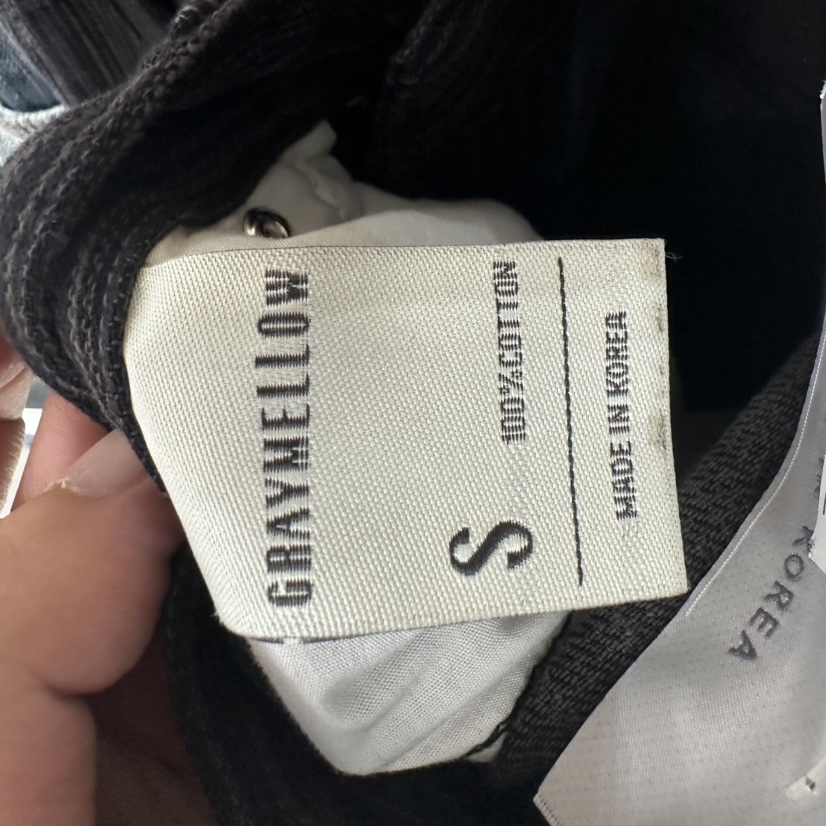 GRAYMELLOW
S
100%COTTON
MADE IN KOREA
KOREA